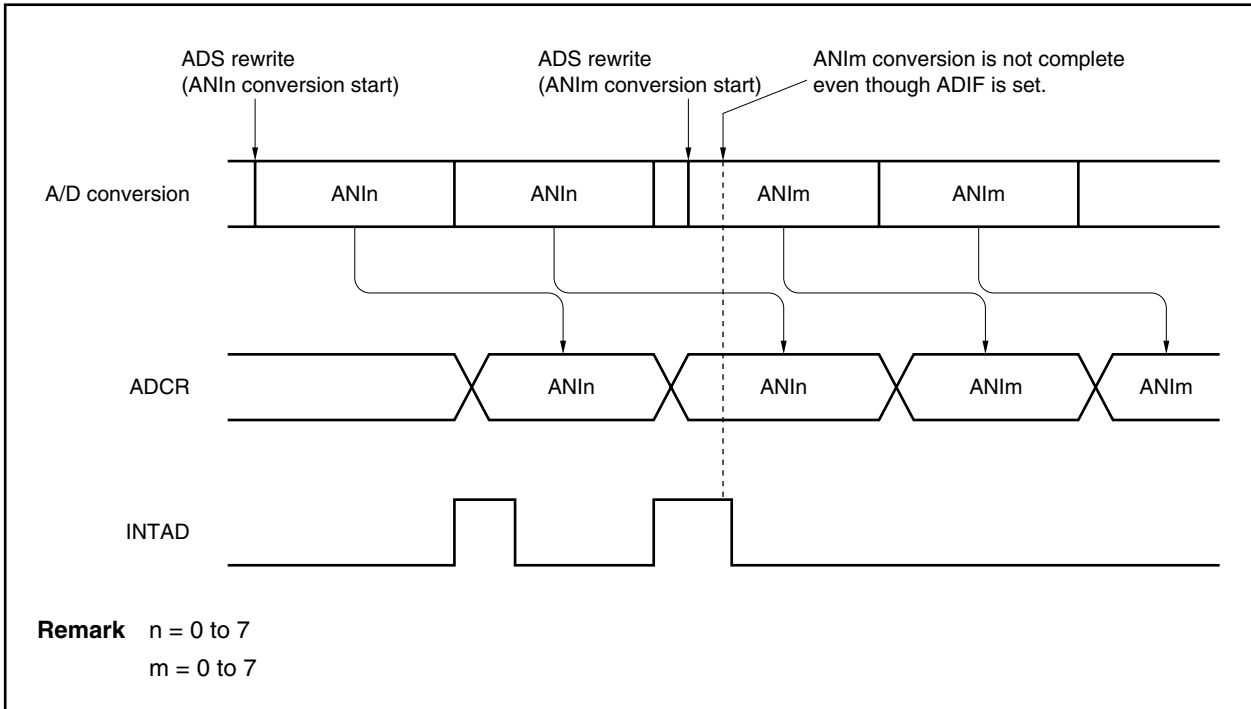 ADS rewrite
(ANIn conversion start)
ADS rewrite
(ANIm conversion start)
ANIm conversion is not complete
even though ADIF is set.
A/D conversion
ANIn
ANIn
ANIm
ANIm
ADCR
ANIn
ANIn
ANIm
ANIm
INTAD
Remark n = 0 to 7
m = 0 to 7